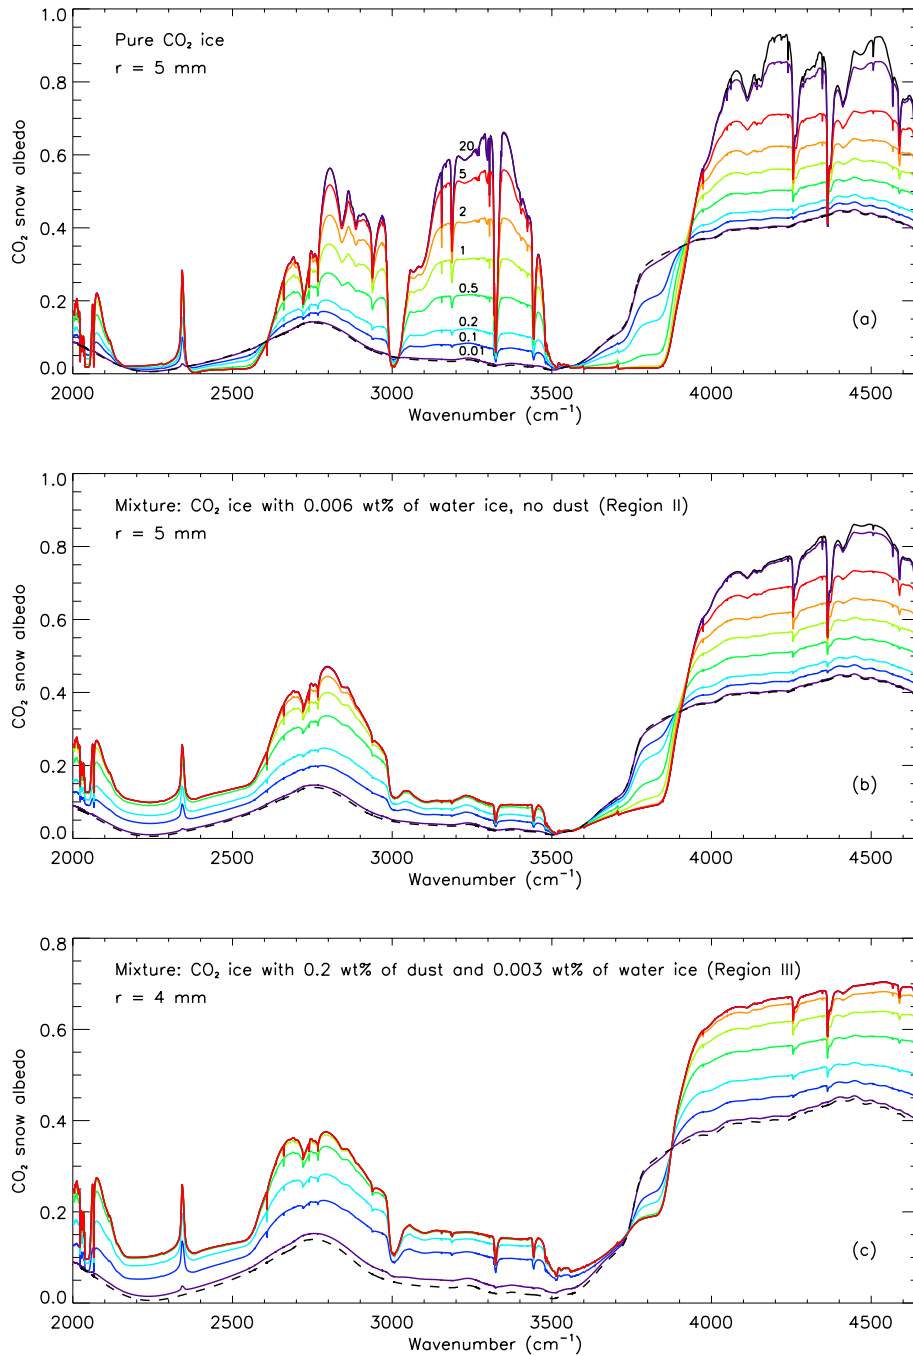 1.0
Pure CO₂ ice
r = 5 mm
0.8
0.6
20
5
CO₂ snow albedo
0.4
2
1
0.2
0.5
0.2
0.1
0.01
(a)
0.0
2000 2500 3000 3500 4000 4500
Wavenumber (cm⁻¹)
1.0
Mixture: CO₂ ice with 0.006 wt% of water ice, no dust (Region II)
r = 5 mm
0.8
0.6
CO₂ snow albedo
0.4
0.2
(b)
0.0
2000 2500 3000 3500 4000 4500
Wavenumber (cm⁻¹)
0.8
Mixture: CO₂ ice with 0.2 wt% of dust and 0.003 wt% of water ice (Region III)
r = 4 mm
0.6
CO₂ snow albedo
0.4
0.2
(c)
0.0
2000 2500 3000 3500 4000 4500
Wavenumber (cm⁻¹)